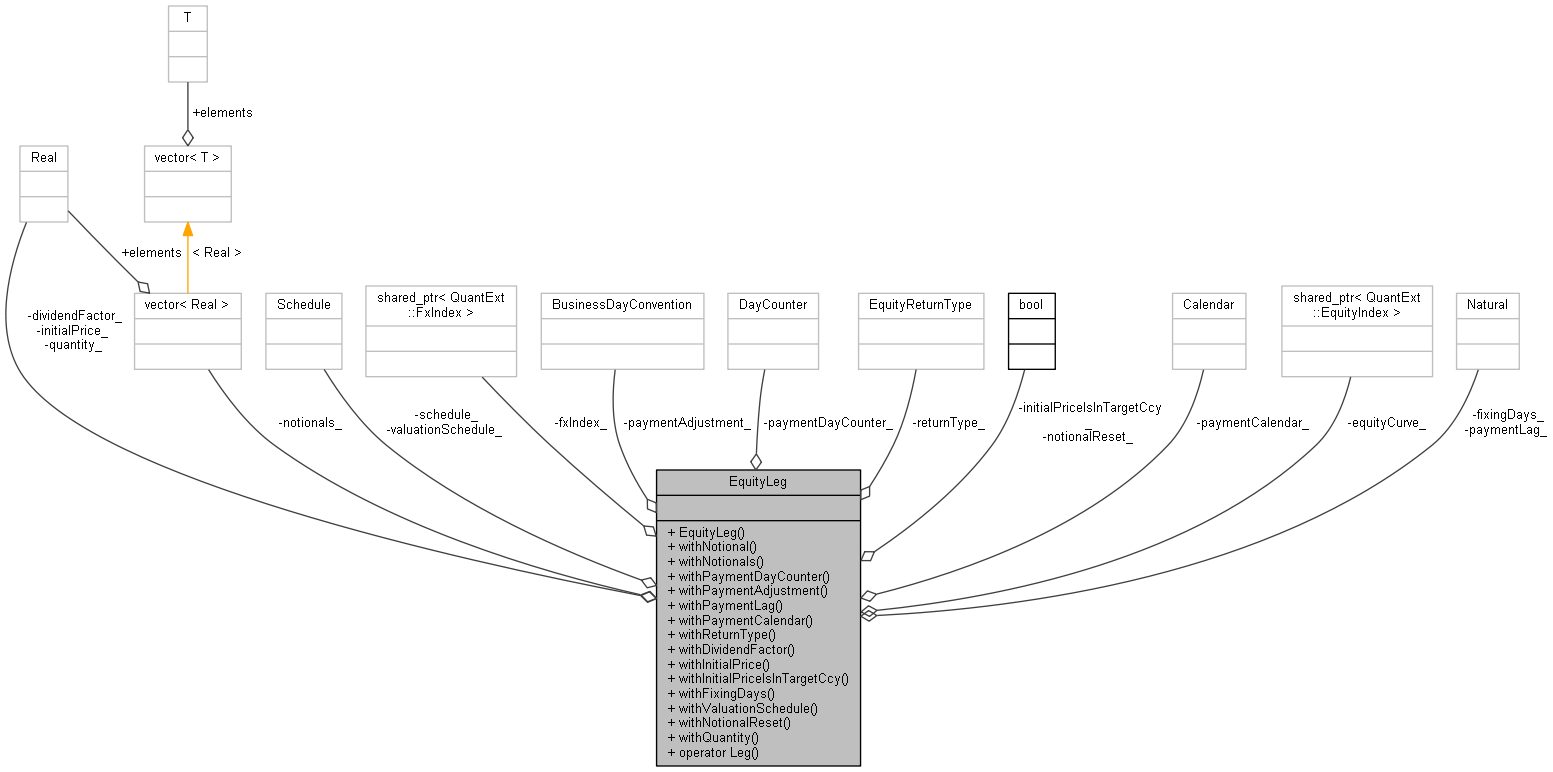 T
+elements
Real
vector< T >
+elements
< Real >
-dividendFactor_
-initialPrice_
-quantity_
vector< Real >
Schedule
shared_ptr< QuantExt
::FxIndex >
BusinessDayConvention
DayCounter
EquityReturnType
bool
Calendar
shared_ptr< QuantExt
::EquityIndex >
Natural
-notionals_
-schedule_
-valuationSchedule_
-fxIndex_
-paymentAdjustment_
-paymentDayCounter_
-returnType_
-initialPriceIsInTargetCcy
_
-notionalReset_
-paymentCalendar_
-equityCurve_
-fixingDays_
-paymentLag_
EquityLeg
+ EquityLeg()
+ withNotional()
+ withNotionals()
+ withPaymentDayCounter()
+ withPaymentAdjustment()
+ withPaymentLag()
+ withPaymentCalendar()
+ withReturnType()
+ withDividendFactor()
+ withInitialPrice()
+ withInitialPriceIsInTargetCcy()
+ withFixingDays()
+ withValuationSchedule()
+ withNotionalReset()
+ withQuantity()
+ operator Leg()